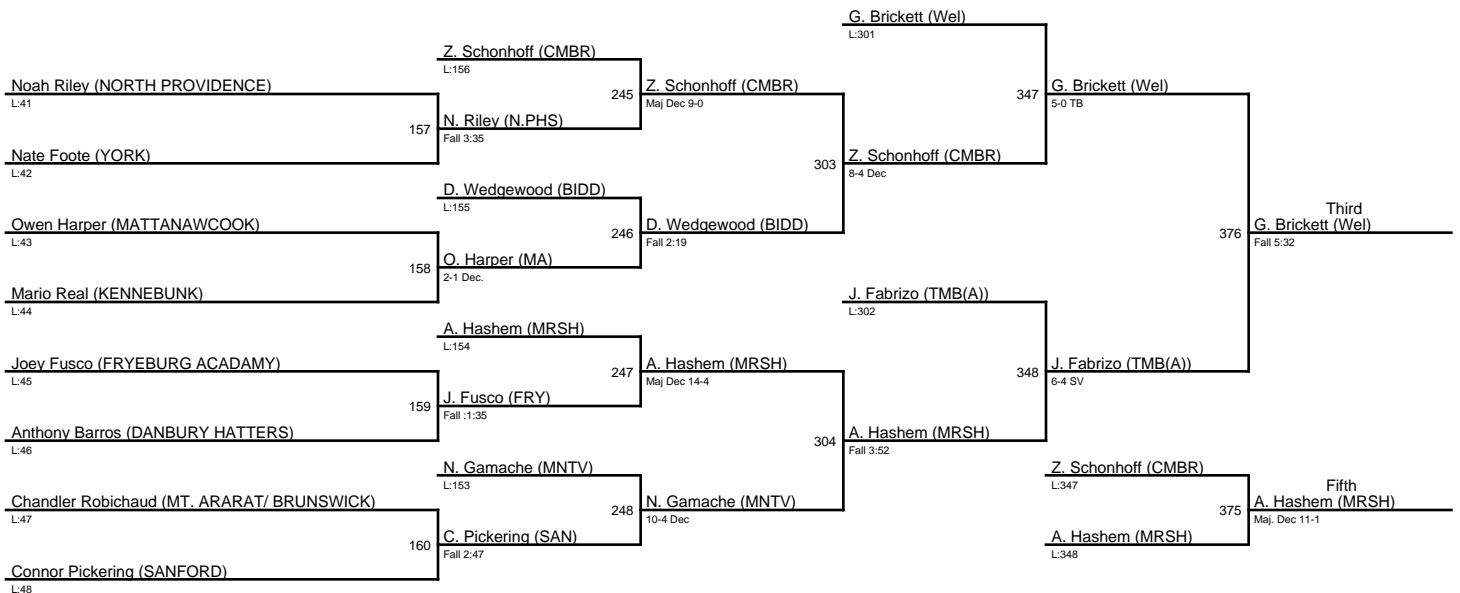 G. Brickett (Wel)
L:301
Z. Schonhoff (CMBR)
L:156
Noah Riley (NORTH PROVIDENCE)
L:41
245
Z. Schonhoff (CMBR)
Maj Dec 9-0
347
G. Brickett (Wel)
5-0 TB
157
N. Riley (N.PHS)
Fall 3:35
Nate Foote (YORK)
L:42
303
Z. Schonhoff (CMBR)
8-4 Dec
D. Wedgewood (BIDD)
L:155
Owen Harper (MATTANAWCOOK)
L:43
246
D. Wedgewood (BIDD)
Fall 2:19
376
Third
G. Brickett (Wel)
Fall 5:32
158
O. Harper (MA)
2-1 Dec.
Mario Real (KENNEBUNK)
L:44
J. Fabrizo (TMB(A))
L:302
A. Hashem (MRSH)
L:154
Joey Fusco (FRYEBURG ACADAMY)
L:45
247
A. Hashem (MRSH)
Maj Dec 14-4
348
J. Fabrizo (TMB(A))
6-4 SV
159
J. Fusco (FRY)
Fall :1:35
Anthony Barros (DANBURY HATTERS)
L:46
304
A. Hashem (MRSH)
Fall 3:52
N. Gamache (MNTV)
L:153
Z. Schonhoff (CMBR)
L:347
Chandler Robichaud (MT. ARARAT/ BRUNSWICK)
L:47
248
N. Gamache (MNTV)
10-4 Dec
375
Fifth
A. Hashem (MRSH)
Maj. Dec 11-1
160
C. Pickering (SAN)
Fall 2:47
A. Hashem (MRSH)
L:348
Connor Pickering (SANFORD)
L:48